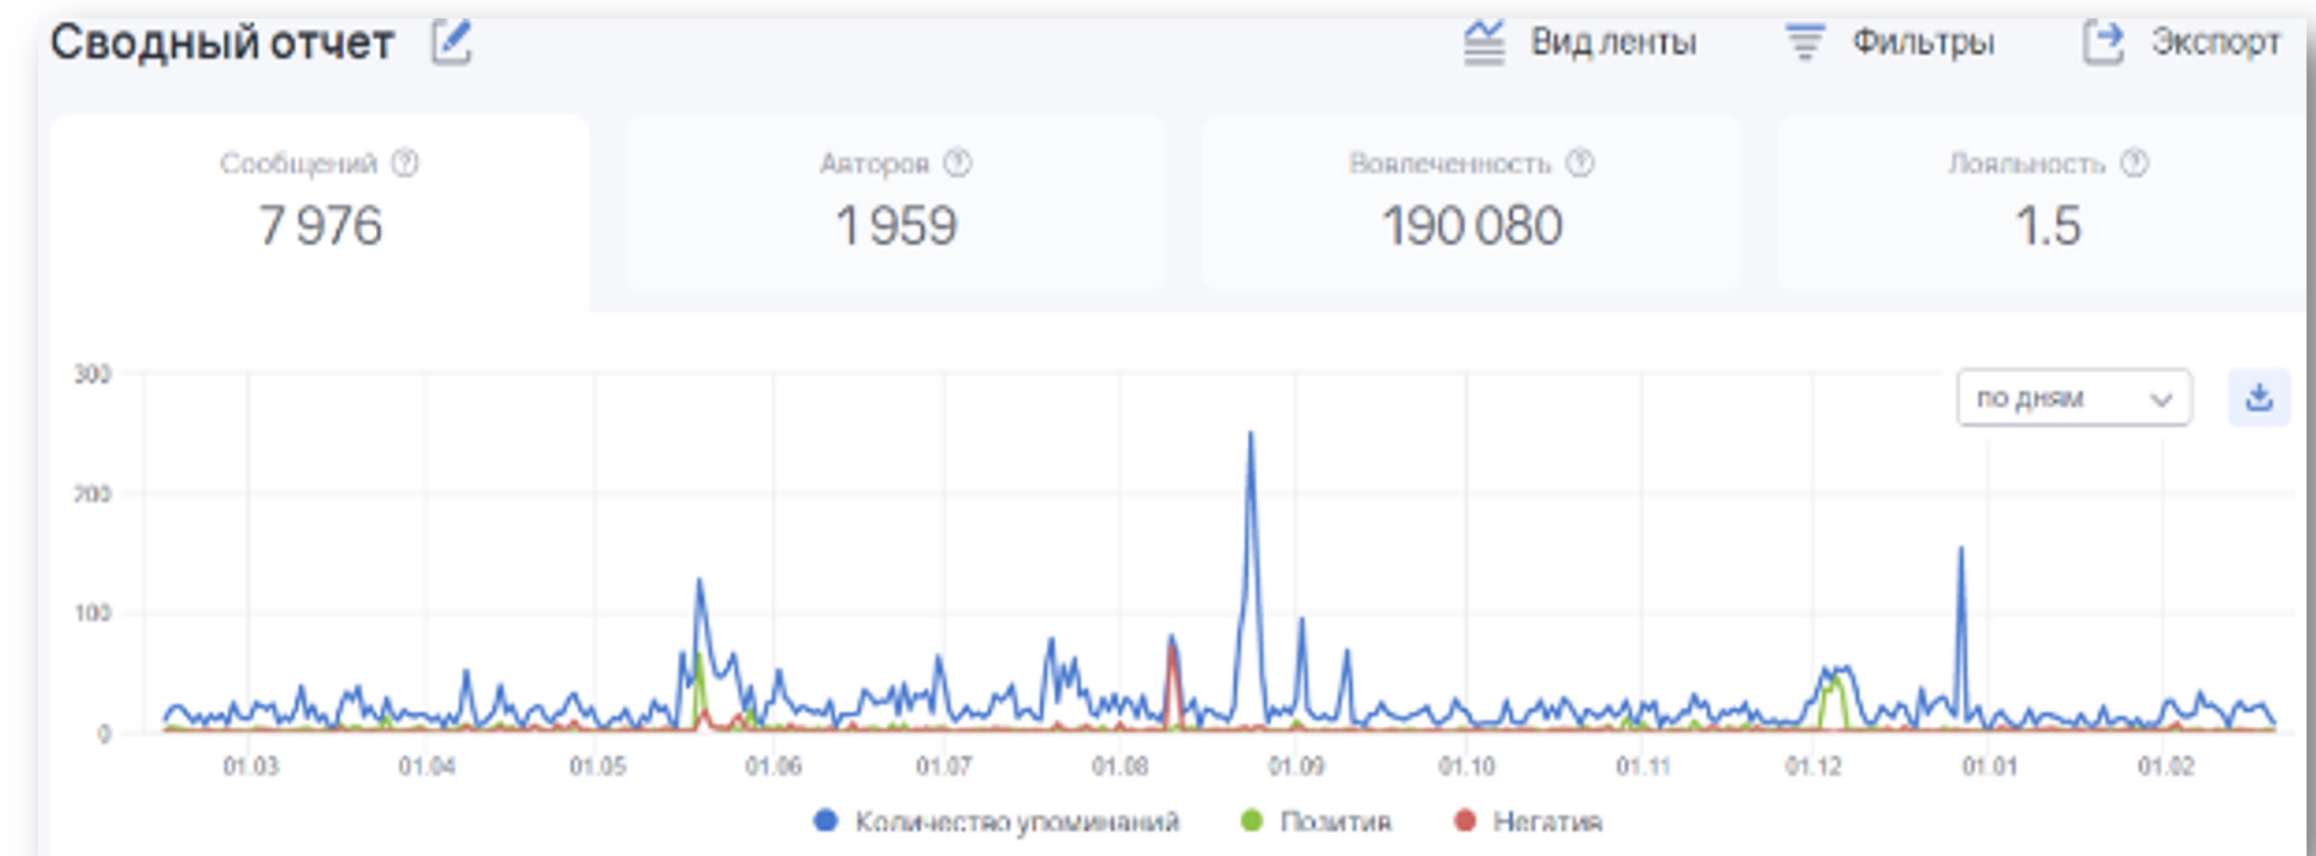 Сводный отчет
Вид ленты Фильтры Экспорт
Сообщений ? Авторов ? Вовлеченность ? Лояльность ?
7 976 1 959 190 080 1.5
300
по дням
200
100
0
01.03 01.04 01.05 01.06 01.07 01.08 01.09 01.10 01.11 01.12 01.01 01.02
Количество упоминаний Позитив Негатив